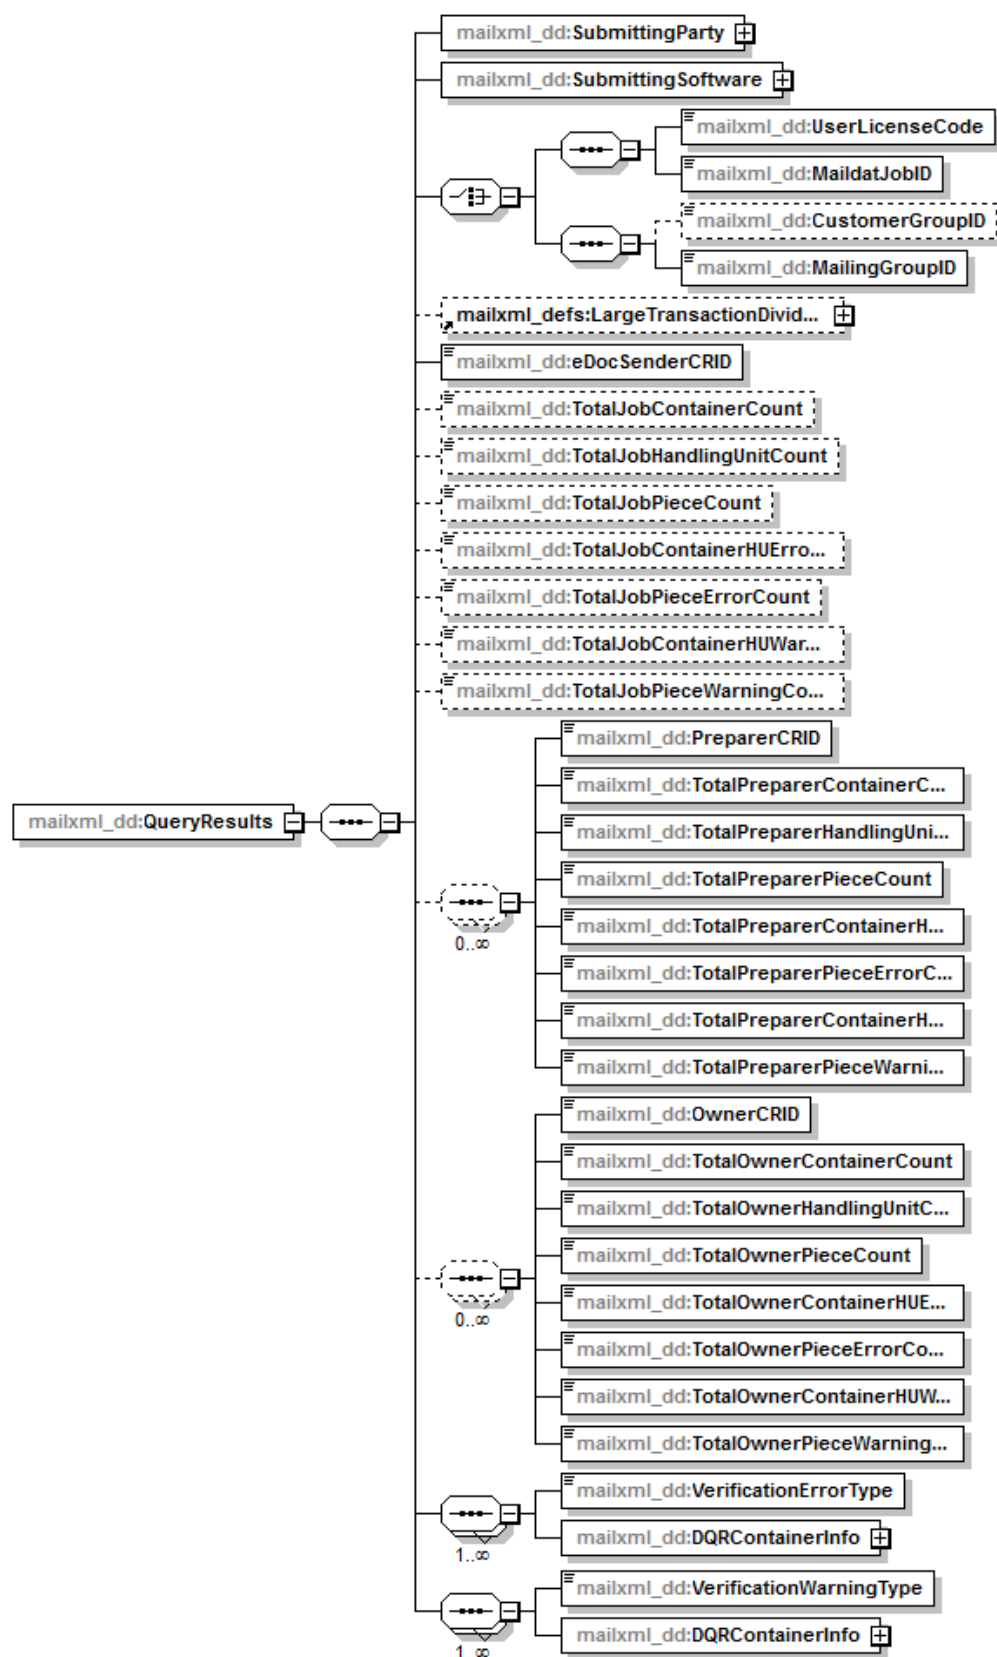 mailxml_dd:SubmittingParty
mailxml_dd:SubmittingSoftware
mailxml_dd:UserLicenseCode
mailxml_dd:MaildatJobID
mailxml_dd:CustomerGroupID
mailxml_dd:MailingGroupID
mailxml_defs:LargeTransactionDivid...
mailxml_dd:eDocSenderCRID
mailxml_dd:TotalJobContainerCount
mailxml_dd:TotalJobHandlingUnitCount
mailxml_dd:TotalJobPieceCount
mailxml_dd:TotalJobContainerHUErro...
mailxml_dd:TotalJobPieceErrorCount
mailxml_dd:TotalJobContainerHUWar...
mailxml_dd:TotalJobPieceWarningCo...
mailxml_dd:QueryResults
mailxml_dd:PreparerCRID
mailxml_dd:TotalPreparerContainerC...
mailxml_dd:TotalPreparerHandlingUni...
mailxml_dd:TotalPreparerPieceCount
mailxml_dd:TotalPreparerContainerH...
0..∞
mailxml_dd:TotalPreparerPieceErrorC...
mailxml_dd:TotalPreparerContainerH...
mailxml_dd:TotalPreparerPieceWarni...
mailxml_dd:OwnerCRID
mailxml_dd:TotalOwnerContainerCount
mailxml_dd:TotalOwnerHandlingUnitC...
mailxml_dd:TotalOwnerPieceCount
mailxml_dd:TotalOwnerContainerHUE...
0..∞
mailxml_dd:TotalOwnerPieceErrorCo...
mailxml_dd:TotalOwnerContainerHUW...
mailxml_dd:TotalOwnerPieceWarning...
mailxml_dd:VerificationErrorType
mailxml_dd:DQRContainerInfo
1..∞
mailxml_dd:VerificationWarningType
mailxml_dd:DQRContainerInfo
1..∞